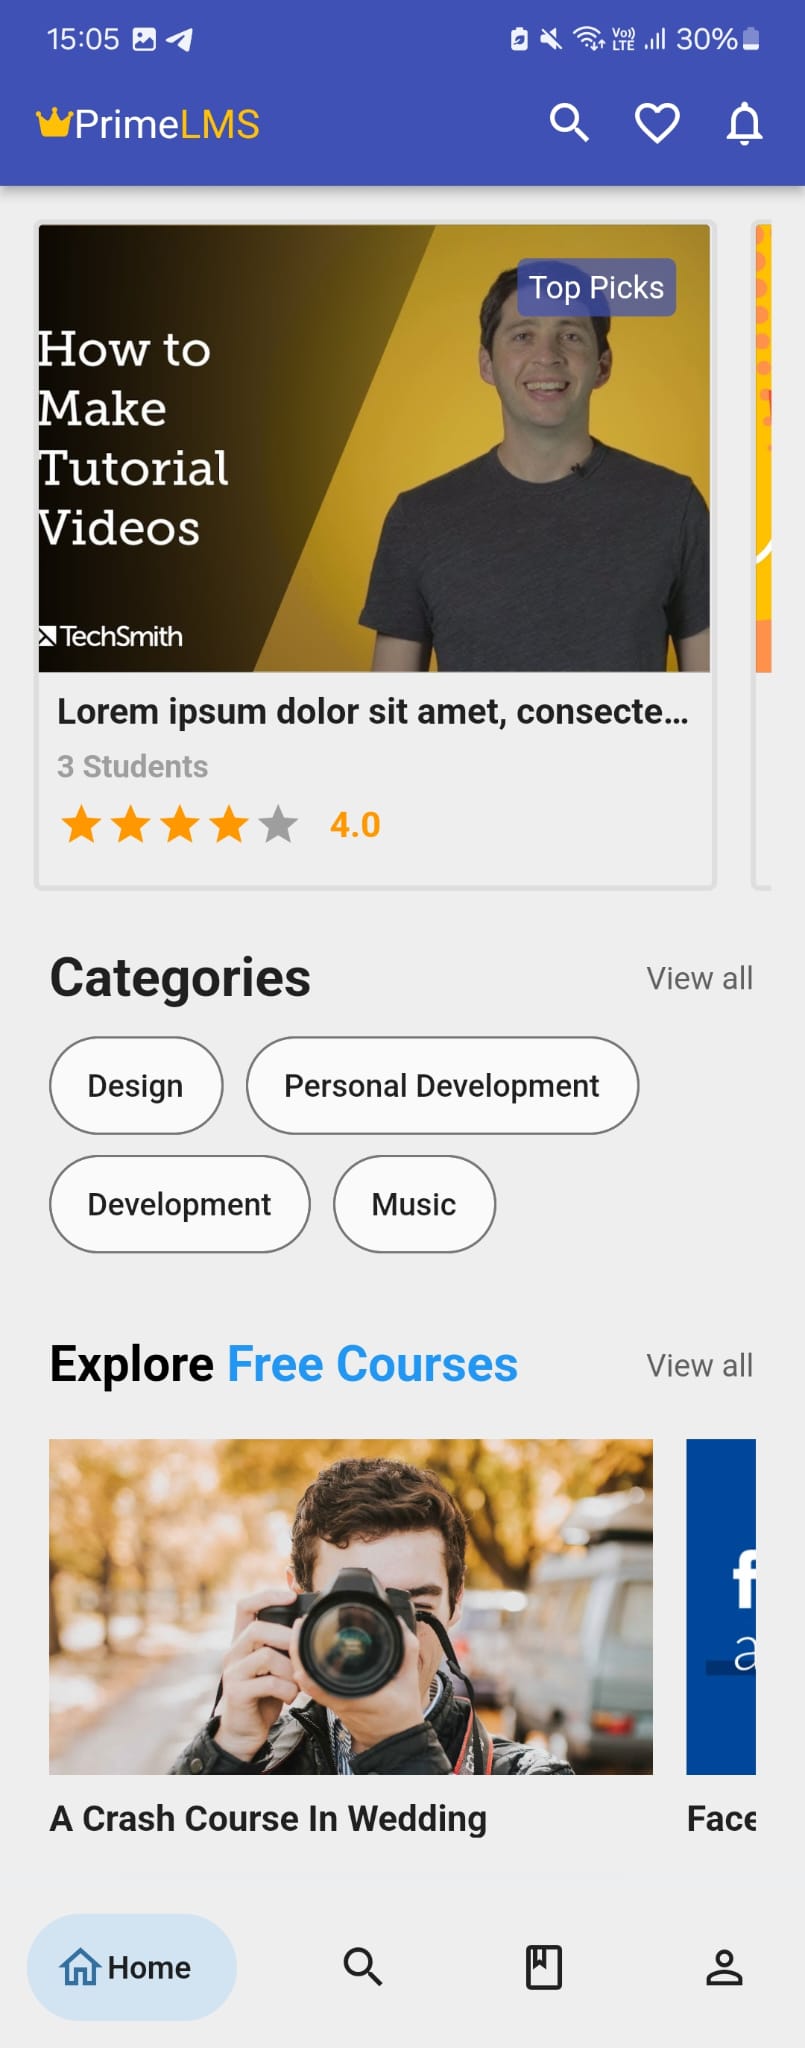 15:05
Vo))
LTE
30%
PrimeLMS
Top Picks
How to
Make
Tutorial
Videos
TechSmith
Lorem ipsum dolor sit amet, consecte...
3 Students
4.0
Categories
View all
Design
Personal Development
Development
Music
Explore Free Courses
View all
f
a
A Crash Course In Wedding
Face
Home